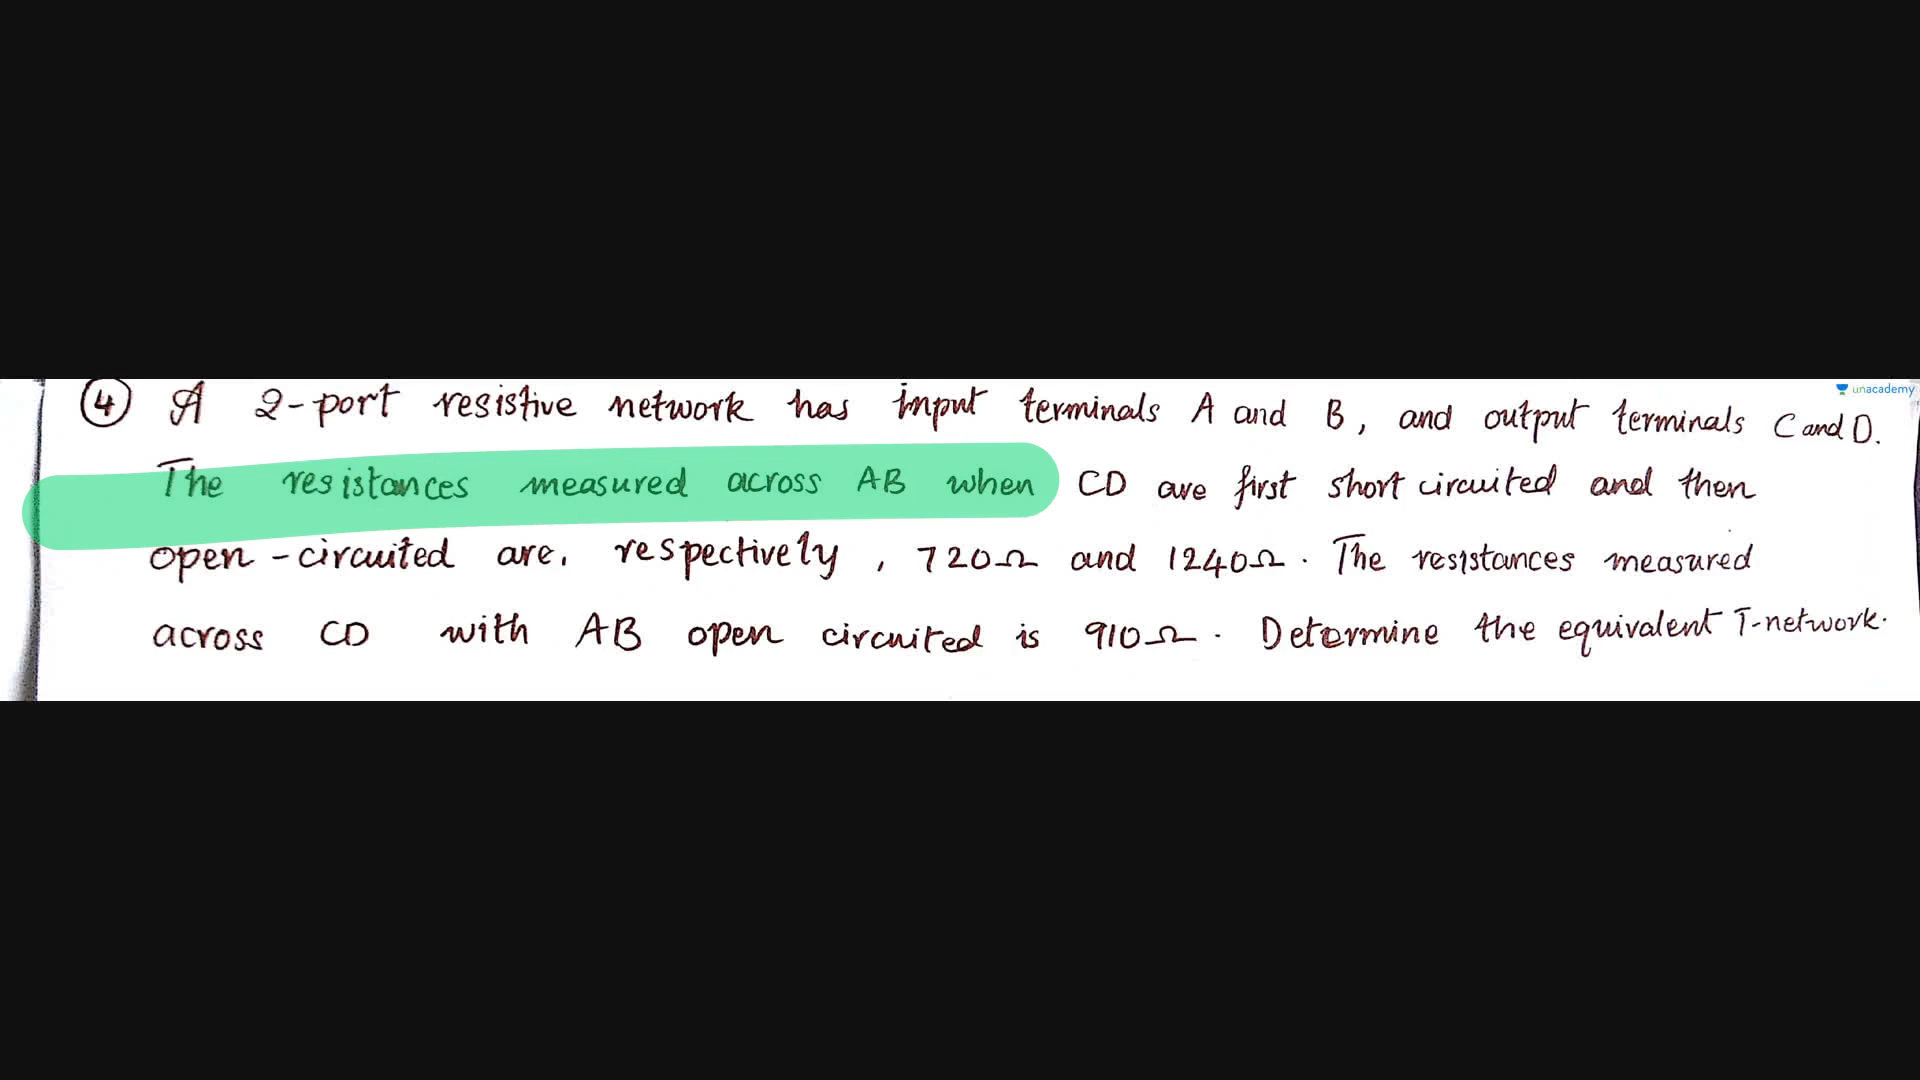 unacademy
4 A 2-port resistive network has input terminals A and B, and output terminals C and D.
The resistances measured across AB when CD are first short circuited and then
open-circuited are. respectively, 720Ω and 1240Ω. The resistances measured
across CD with AB open circuited is 910Ω. Determine the equivalent T-network.